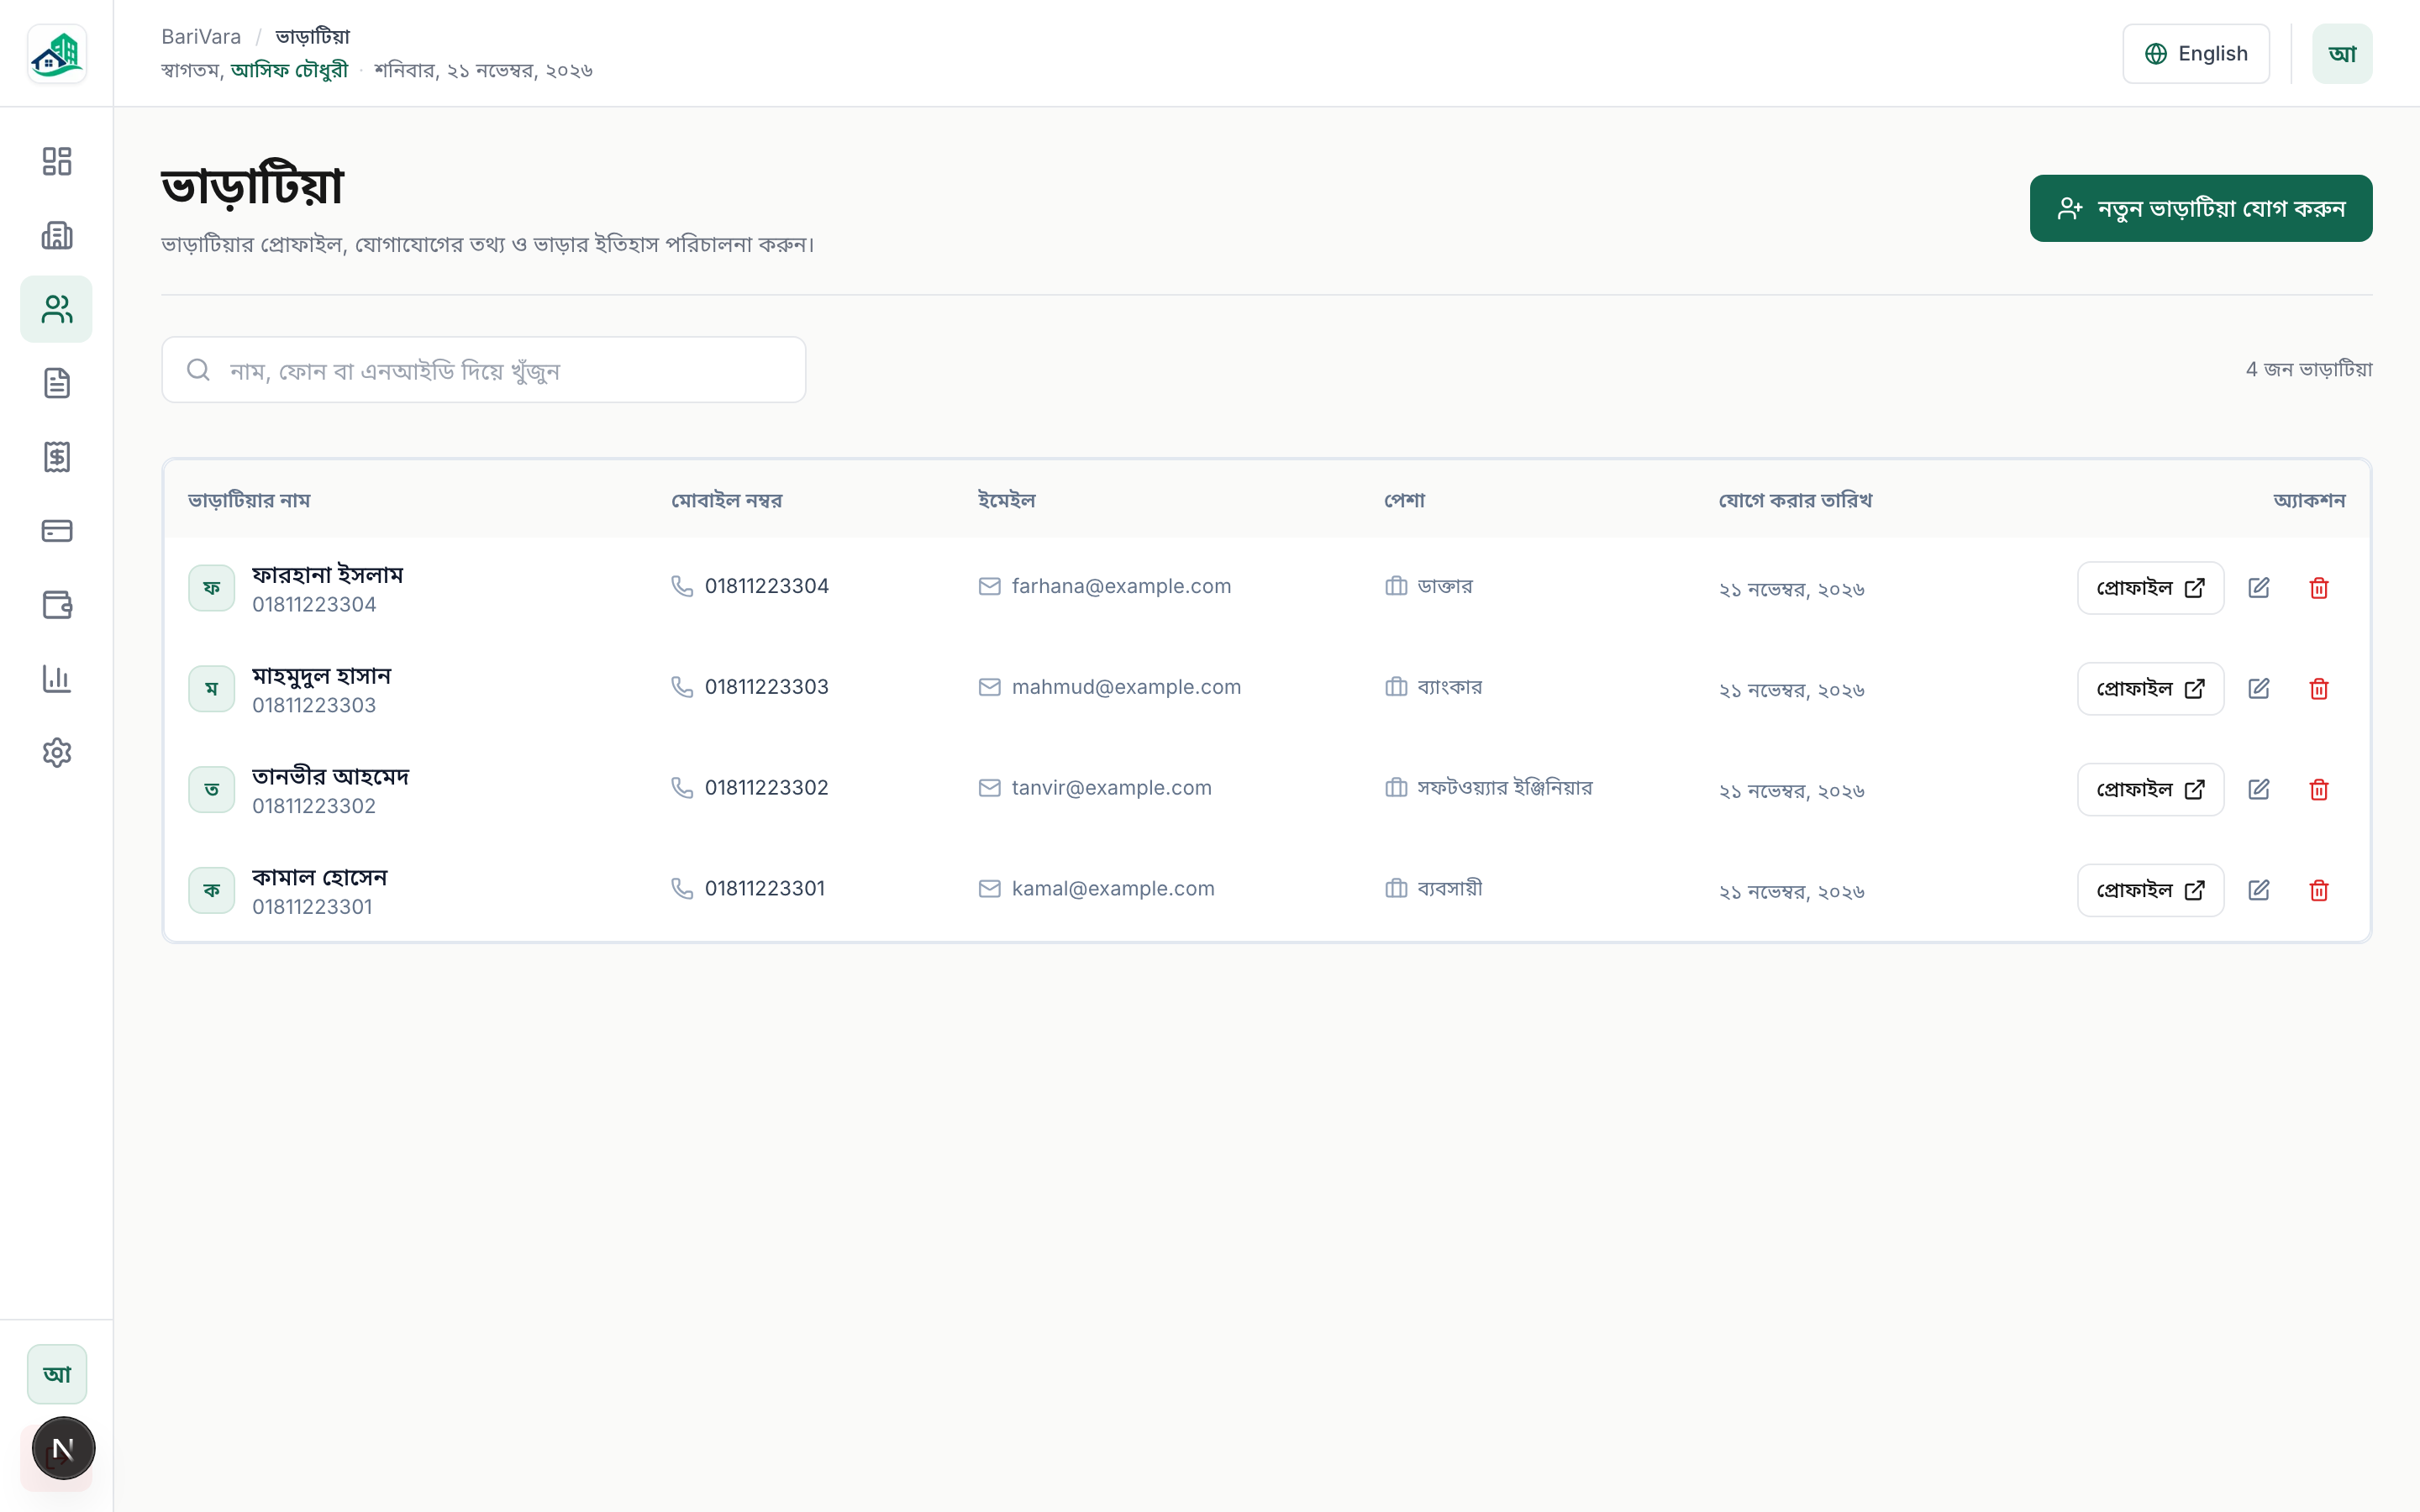 BariVara / ভাড়াটিয়া
স্বাগতম, আসিফ চৌধুরী · শনিবার, ২১ নভেম্বর, ২০২৬
English
আ
ভাড়াটিয়া
ভাড়াটিয়ার প্রোফাইল, যোগাযোগের তথ্য ও ভাড়ার ইতিহাস পরিচালনা করুন।
নতুন ভাড়াটিয়া যোগ করুন
নাম, ফোন বা এনআইডি দিয়ে খুঁজুন
4 জন ভাড়াটিয়া
ভাড়াটিয়ার নাম মোবাইল নম্বর ইমেইল পেশা যোগে করার তারিখ অ্যাকশন
ফ ফারহানা ইসলাম 01811223304 farhana@example.com ডাক্তার ২১ নভেম্বর, ২০২৬ প্রোফাইল
01811223304
ম মাহমুদুল হাসান 01811223303 mahmud@example.com ব্যাংকার ২১ নভেম্বর, ২০২৬ প্রোফাইল
01811223303
ত তানভীর আহমেদ 01811223302 tanvir@example.com সফটওয়্যার ইঞ্জিনিয়ার ২১ নভেম্বর, ২০২৬ প্রোফাইল
01811223302
ক কামাল হোসেন 01811223301 kamal@example.com ব্যবসায়ী ২১ নভেম্বর, ২০২৬ প্রোফাইল
01811223301
আ
N